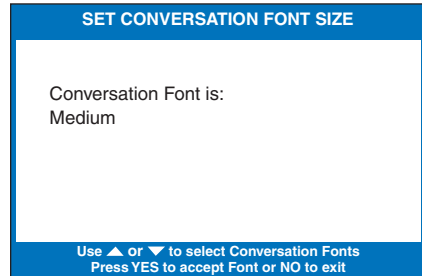 SET CONVERSATION FONT SIZE
Conversation Font is:
Medium
Use ▲ or ▼ to select Conversation Fonts
Press YES to accept Font or NO to exit